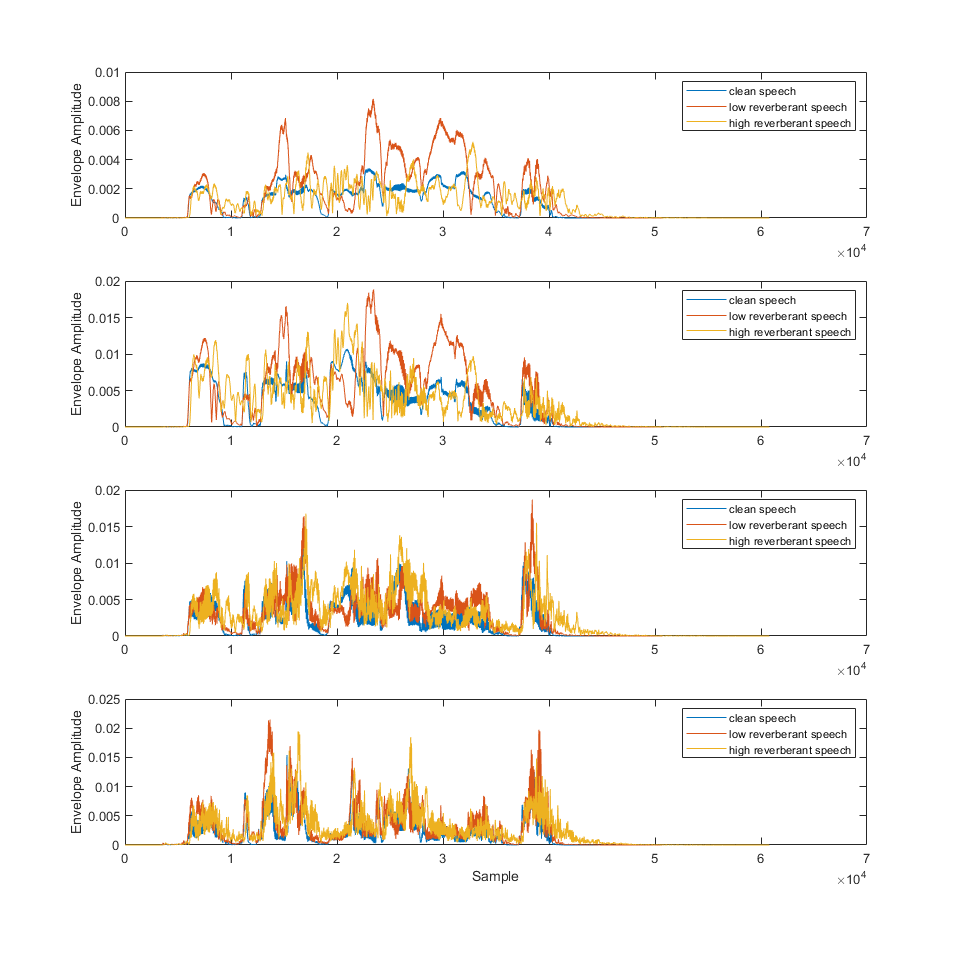 0.01
0.008
0.006
0.004
0.002
0
Envelope Amplitude
clean speech
low reverberant speech
high reverberant speech
0 1 2 3 4 5 6 7
×10^4
0.02
0.015
0.01
0.005
0
Envelope Amplitude
clean speech
low reverberant speech
high reverberant speech
0 1 2 3 4 5 6 7
×10^4
0.02
0.015
0.01
0.005
0
Envelope Amplitude
clean speech
low reverberant speech
high reverberant speech
0 1 2 3 4 5 6 7
×10^4
0.025
0.02
0.015
0.01
0.005
0
Envelope Amplitude
clean speech
low reverberant speech
high reverberant speech
0 1 2 3 4 5 6 7
Sample
×10^4